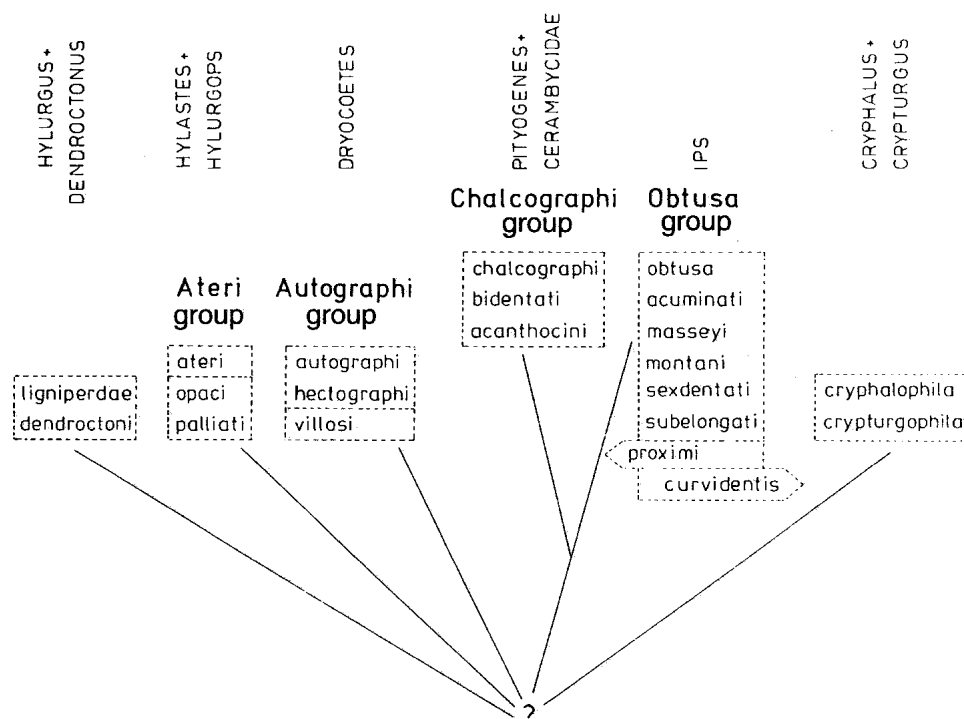 HYLURGUS +
DENDROCTONUS
HYLASTES +
HYLURGOPS
DRYOCOETES
PITYOGENES +
CERAMBYCIDAE
IPS
CRYPHALUS +
CRYPTURGUS
Chalcographi
group
Obtusa
group
chalcographi
bidentati
acanthocini
obtusa
acuminati
masseyi
montani
sexdentati
subelongati
proximi
curvidentis
Ateri
group
Autographi
group
ateri
opaci
palliati
autographi
hectographi
villosi
ligniperdae
dendroctoni
cryphalophila
crypturgophila
?